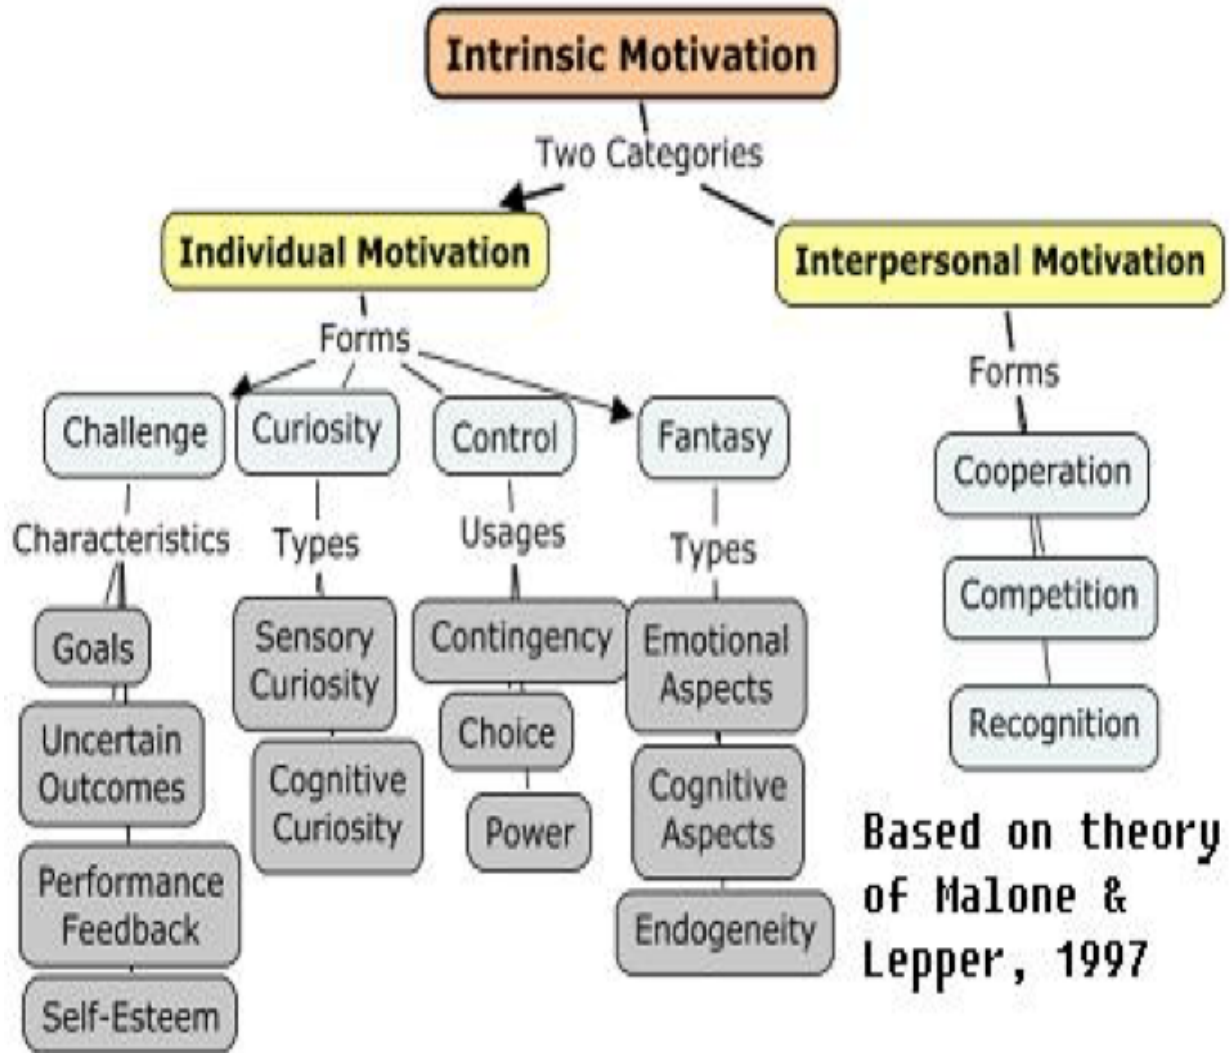 Intrinsic Motivation
Two Categories
Individual Motivation
Interpersonal Motivation
Forms
Forms
Challenge
Curiosity
Control
Fantasy
Cooperation
Characteristics
Types
Usages
Types
Competition
Goals
Sensory
Curiosity
Contingency
Emotional
Aspects
Recognition
Uncertain
Outcomes
Cognitive
Curiosity
Choice
Cognitive
Aspects
Power
Performance
Feedback
Endogeneity
Self-Esteem
Based on theory
of Malone &
Lepper, 1997